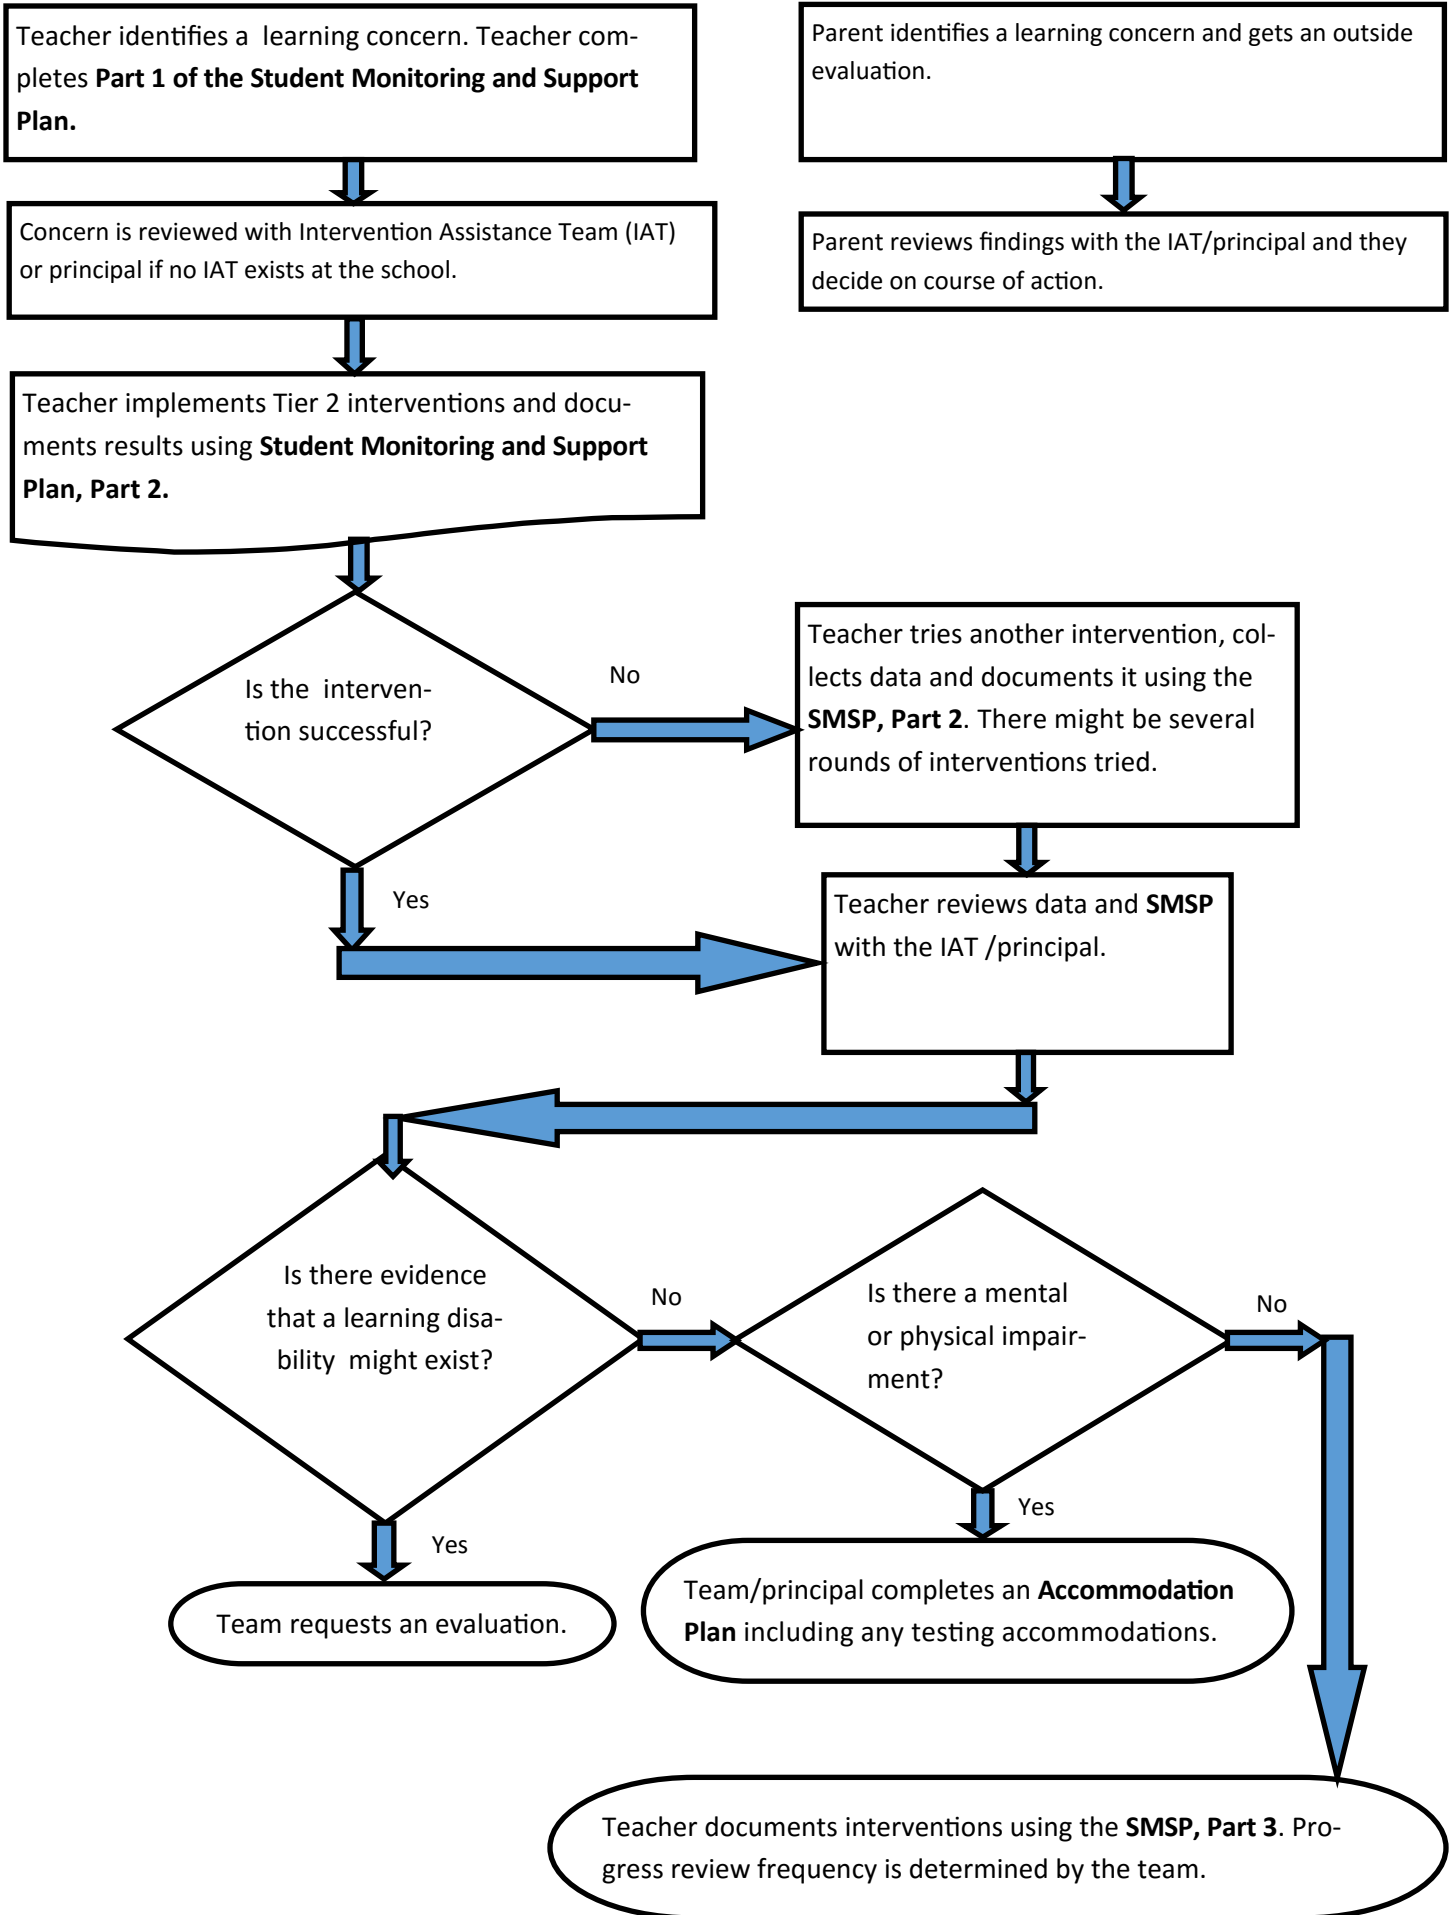 Teacher identifies a  learning concern. Teacher com-
pletes Part 1 of the Student Monitoring and Support
Plan.
Parent identifies a learning concern and gets an outside
evaluation.
Concern is reviewed with Intervention Assistance Team (IAT)
or principal if no IAT exists at the school.
Parent reviews findings with the IAT/principal and they
decide on course of action.
Teacher implements Tier 2 interventions and docu-
ments results using Student Monitoring and Support
Plan, Part 2.
Is the  interven-
tion successful?
No
Teacher tries another intervention, col-
lects data and documents it using the
SMSP, Part 2. There might be several
rounds of interventions tried.
Yes
Teacher reviews data and SMSP
with the IAT /principal.
Is there evidence
that a learning disa-
bility  might exist?
No
Is there a mental
or physical impair-
ment?
No
Yes
Team requests an evaluation.
Yes
Team/principal completes an Accommodation
Plan including any testing accommodations.
Teacher documents interventions using the SMSP, Part 3. Pro-
gress review frequency is determined by the team.